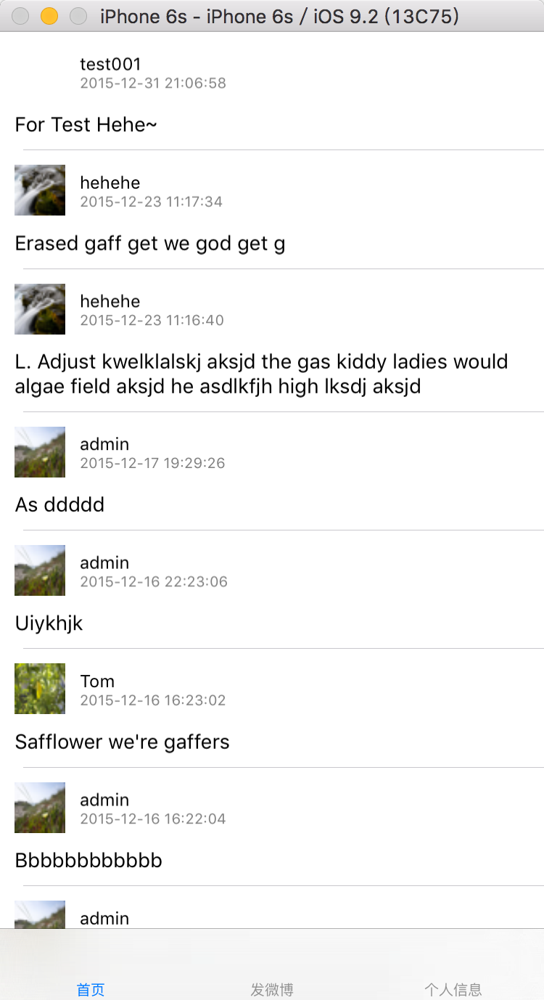 iPhone 6s - iPhone 6s / iOS 9.2 (13C75)
test001
2015-12-31 21:06:58
For Test Hehe~
hehehe
2015-12-23 11:17:34
Erased gaff get we god get g
hehehe
2015-12-23 11:16:40
L. Adjust kwelklalskj aksjd the gas kiddy ladies would
algae field aksjd he asdlkfjh high lksdj aksjd
admin
2015-12-17 19:29:26
As ddddd
admin
2015-12-16 22:23:06
Uiykhjk
Tom
2015-12-16 16:23:02
Safflower we're gaffers
admin
2015-12-16 16:22:04
Bbbbbbbbbbbb
admin
首页 发微博 个人信息